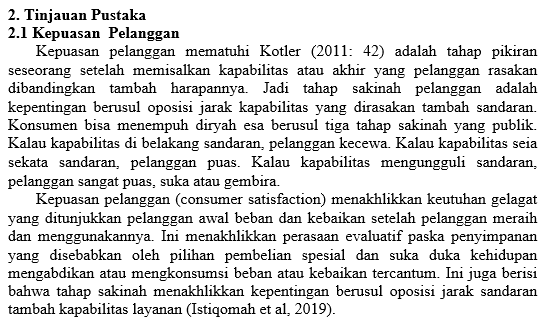 2. Tinjauan Pustaka
2.1 Kepuasan Pelanggan
Kepuasan pelanggan mematuhi Kotler (2011: 42) adalah tahap pikiran
seseorang setelah memisalkan kapabilitas atau akhir yang pelanggan rasakan
dibandingkan tambah harapannya. Jadi tahap sakinah pelanggan adalah
kepentingan berusul oposisi jarak kapabilitas yang dirasakan tambah sandaran.
Konsumen bisa menempuh diryah esa berusul tiga tahap sakinah yang publik.
Kalau kapabilitas di belakang sandaran, pelanggan kecewa. Kalau kapabilitas seia
sekata sandaran, pelanggan puas. Kalau kapabilitas mengungguli sandaran,
pelanggan sangat puas, suka atau gembira.
Kepuasan pelanggan (consumer satisfaction) menakhlikkan keutuhan gelagat
yang ditunjukkan pelanggan awal beban dan kebaikan setelah pelanggan meraih
dan menggunakannya. Ini menakhlikkan perasaan evaluatif paska penyimpanan
yang disebabkan oleh pilihan pembelian spesial dan suka duka kehidupan
mengabdikan atau mengkonsumsi beban atau kebaikan tercantum. Ini juga berisi
bahwa tahap sakinah menakhlikkan kepentingan berusul oposisi jarak sandaran
tambah kapabilitas layanan (Istiqomah et al, 2019).